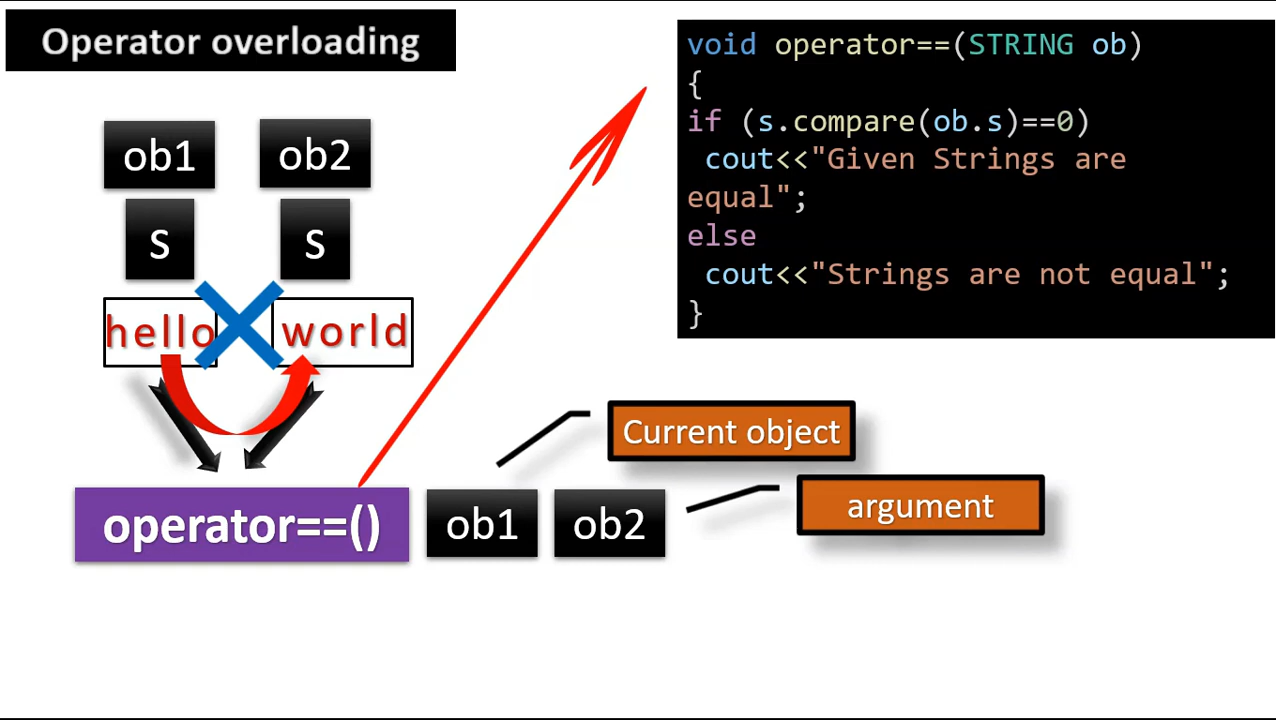 Operator overloading
void operator==(STRING ob)
{
if (s.compare(ob.s)==0)
cout<<"Given Strings are
equal";
else
cout<<"Strings are not equal";
}
ob1 ob2
s s
hello world
Current object
argument
operator==() ob1 ob2